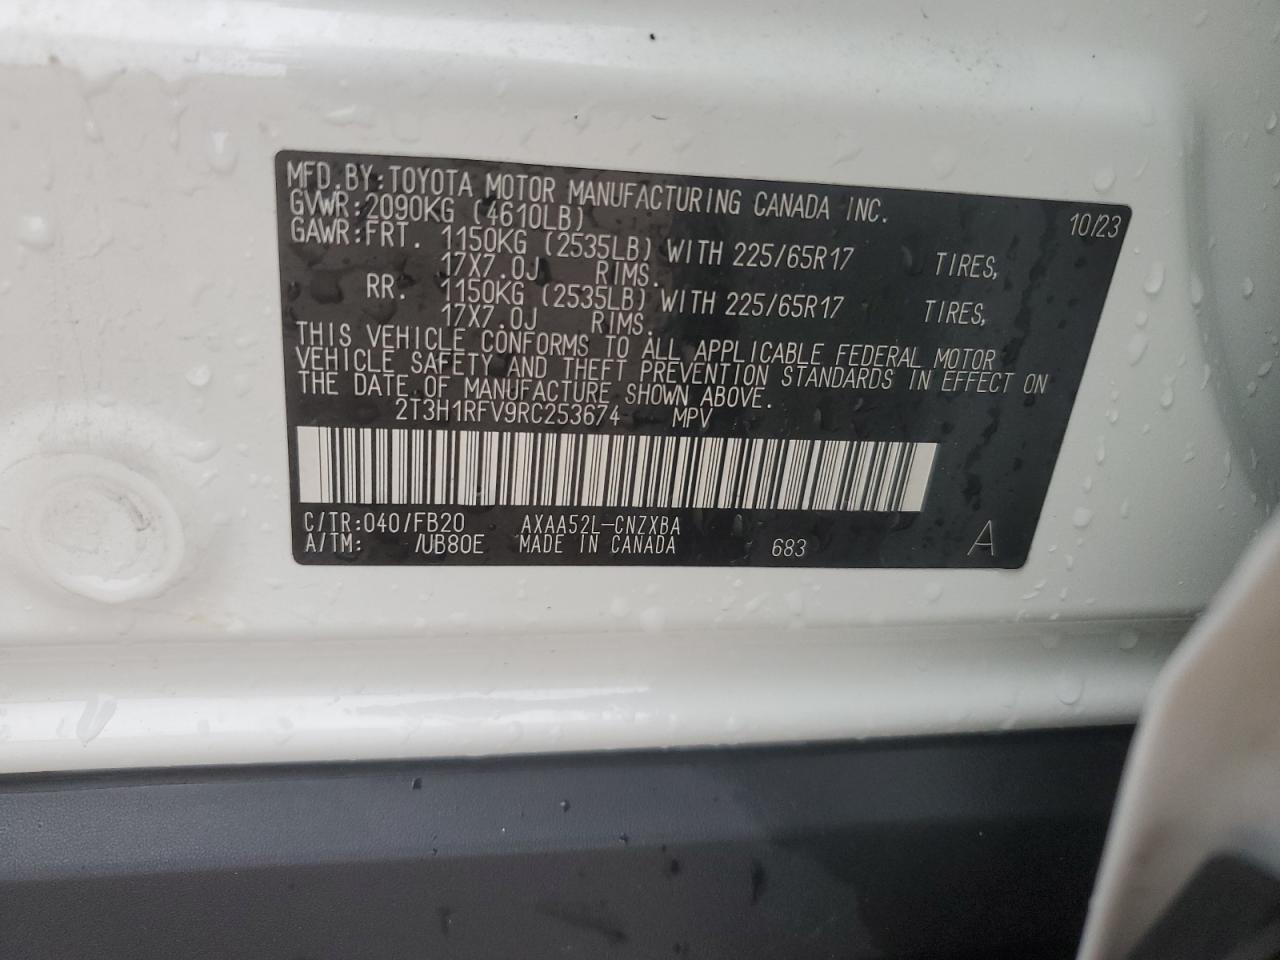 MFD.BY:TOYOTA MOTOR MANUFACTURING CANADA INC.
10/23
GVWR:2090KG (4610LB)
GAWR:FRT. 1150KG (2535LB) WITH 225/65R17 TIRES,
17X7.0J RIMS.
RR. 1150KG (2535LB) WITH 225/65R17 TIRES,
17X7.0J RIMS.
THIS VEHICLE CONFORMS TO ALL APPLICABLE FEDERAL MOTOR
VEHICLE SAFETY AND THEFT PREVENTION STANDARDS IN EFFECT ON
THE DATE OF MANUFACTURE SHOWN ABOVE.
2T3H1RFV9RC253674 MPV
C/TR:040/FB20 AXAA52L-CNZXBA
A/TM: /UB80E MADE IN CANADA 683 A